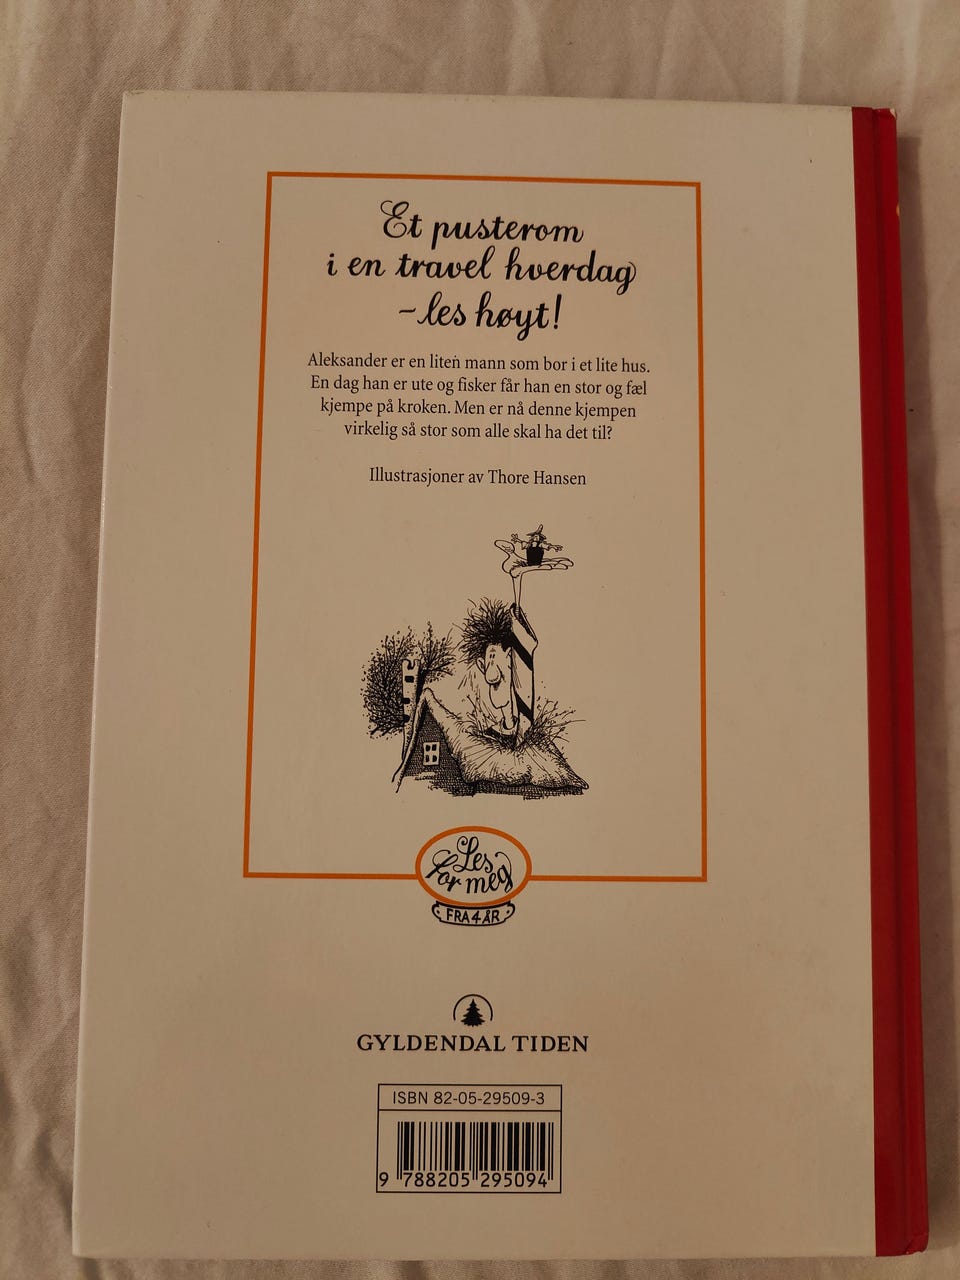 Et pusterom
i en travel hverdag
– les høyt!
Aleksander er en liten mann som bor i et lite hus.
En dag han er ute og fisker får han en stor og fæl
kjempe på kroken. Men er nå denne kjempen
virkelig så stor som alle skal ha det til?
Illustrasjoner av Thore Hansen
Les
for meg
FRA 4 ÅR
GYLDENDAL TIDEN
ISBN 82-05-29509-3
9 788205 295094